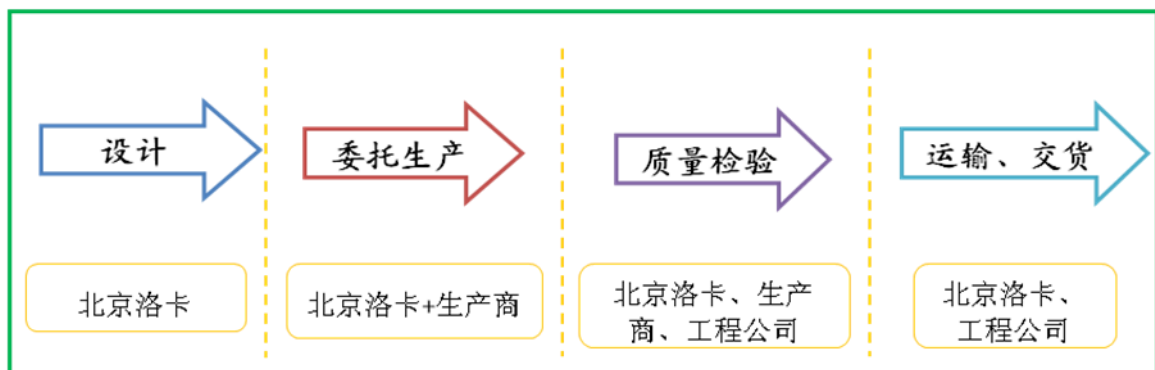 设计
委托生产
质量检验
运输、交货
北京洛卡
北京洛卡+生产商
北京洛卡、生产
商、工程公司
北京洛卡、
工程公司